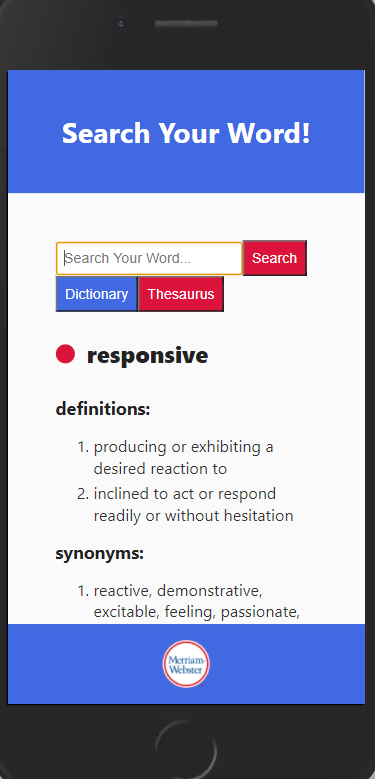 Search Your Word!
Search Your Word... Search
Dictionary Thesaurus
responsive
definitions:
1. producing or exhibiting a
desired reaction to
2. inclined to act or respond
readily or without hesitation
synonyms:
1. reactive, demonstrative,
excitable, feeling, passionate,
Merriam-
Webster